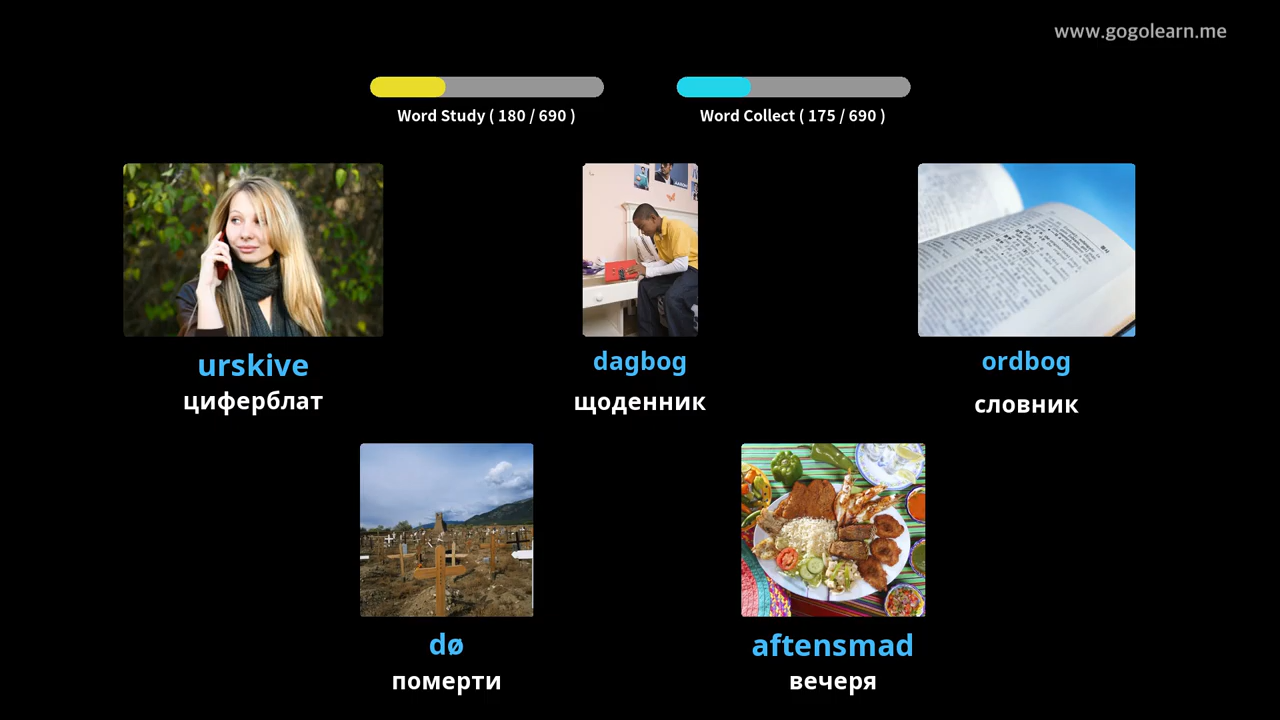 www.gogolearn.me
Word Study ( 180 / 690 )
Word Collect ( 175 / 690 )
urskive
циферблат
dagbog
щоденник
ordbog
словник
dø
померти
aftensmad
вечеря